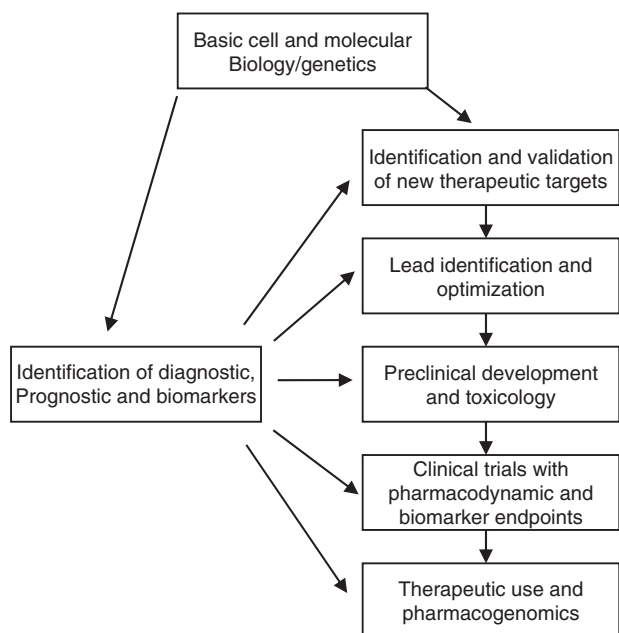 Basic cell and molecular
Biology/genetics
Identification and validation
of new therapeutic targets
Lead identification and
optimization
Identification of diagnostic,
Prognostic and biomarkers
Preclinical development
and toxicology
Clinical trials with
pharmacodynamic and
biomarker endpoints
Therapeutic use and
pharmacogenomics